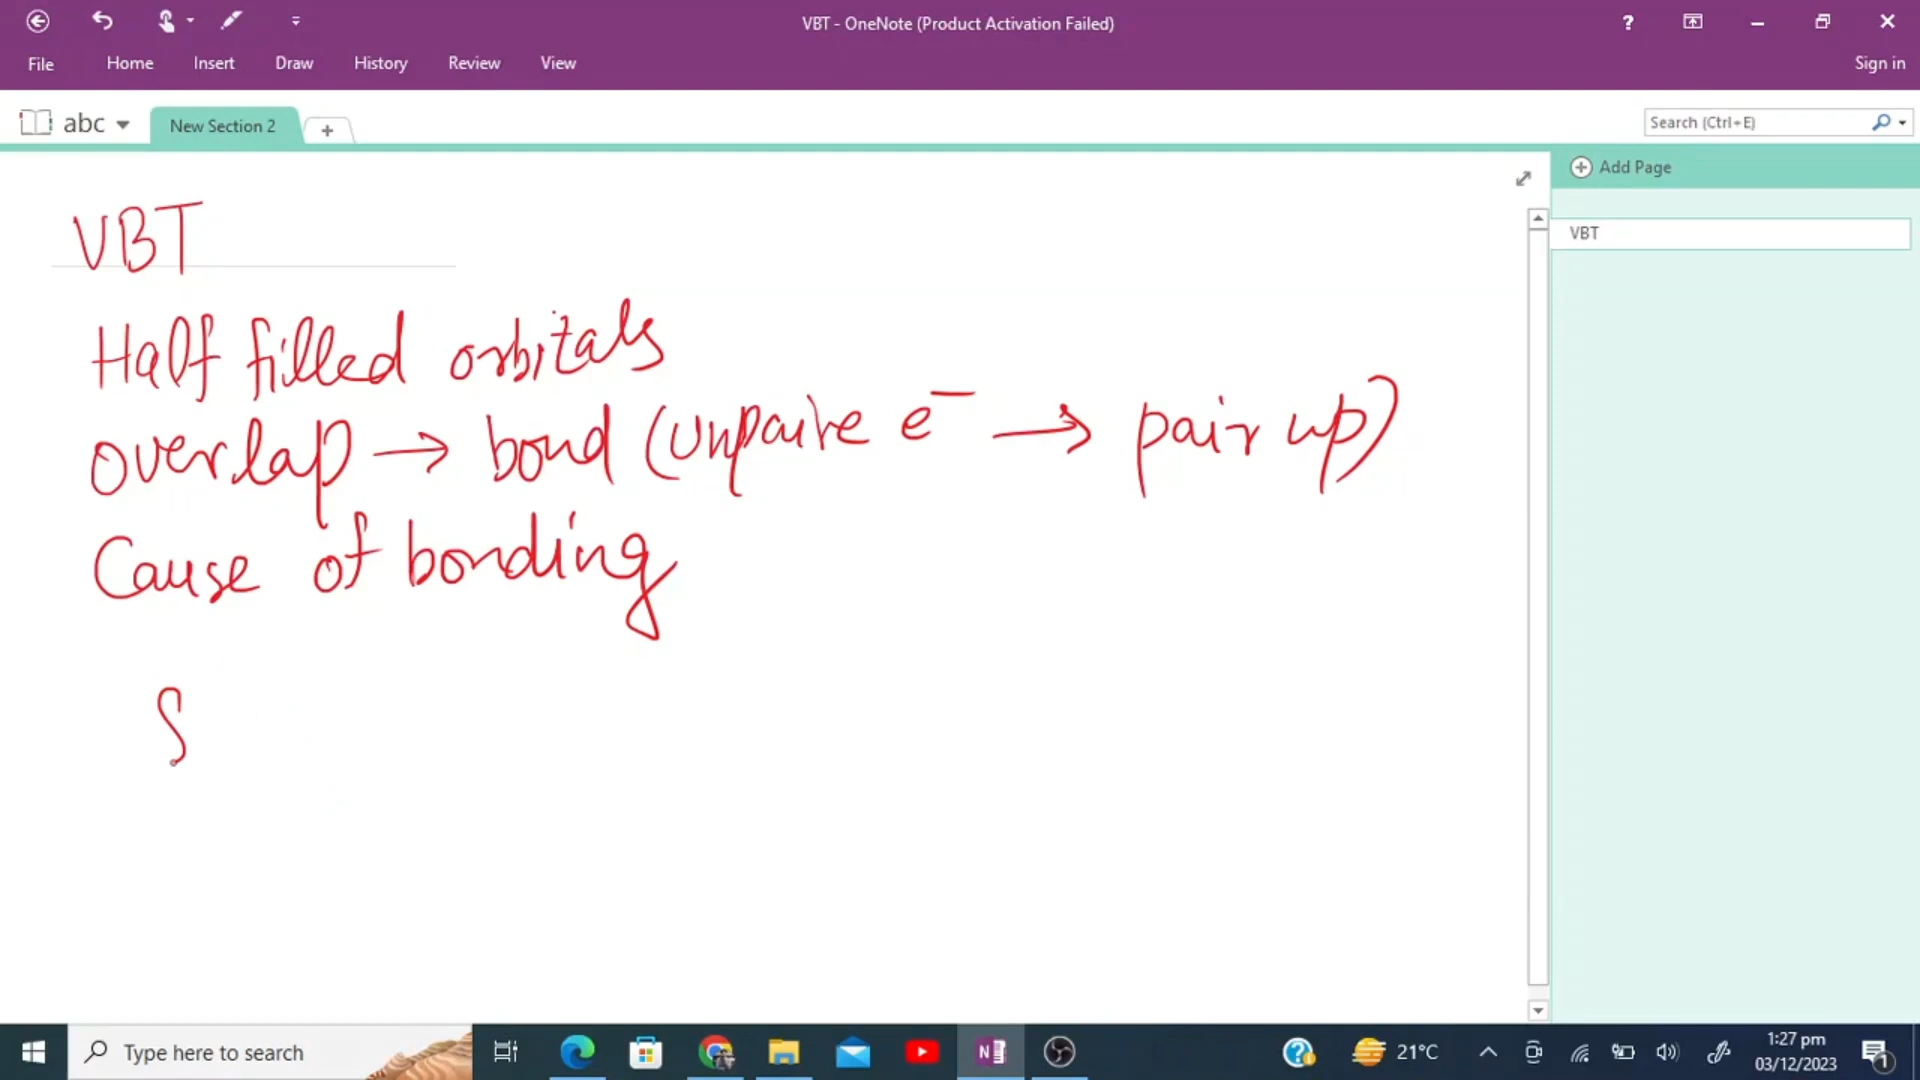 VBT - OneNote (Product Activation Failed)
?
File Home Insert Draw History Review View
Sign in
abc
New Section 2
+
Search (Ctrl+E)
Add Page
VBT
VBT
Half filled orbitals
overlap → bond (unpaire e⁻ → pair up)
Cause of bonding
S
Type here to search
21°C
1:27 pm
03/12/2023
1